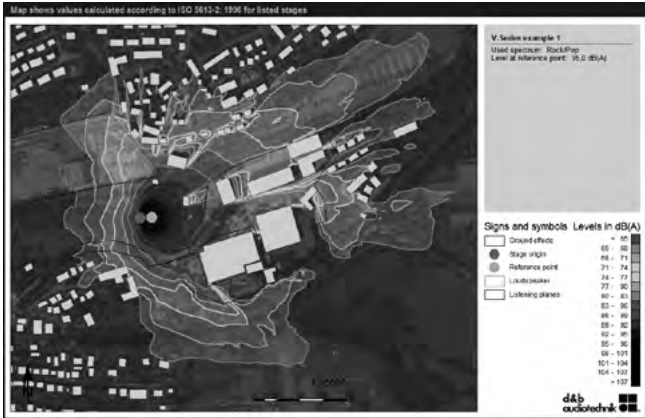 Map shows values calculated according to ISO 9613-2: 1996 for listed stages
V-Series example 1
Used spectrum: Rock/Pop
Level at reference point: 95,0 dB(A)
Signs and symbols
Ground effects
Stage origin
Reference point
Loudspeaker
Listening planes
Levels in dB(A)
< 65
65 - 68
68 - 71
71 - 74
74 - 77
77 - 80
80 - 83
83 - 86
86 - 89
89 - 92
92 - 95
95 - 98
98 - 101
101 - 104
104 - 107
> 107
d&b
audiotechnik